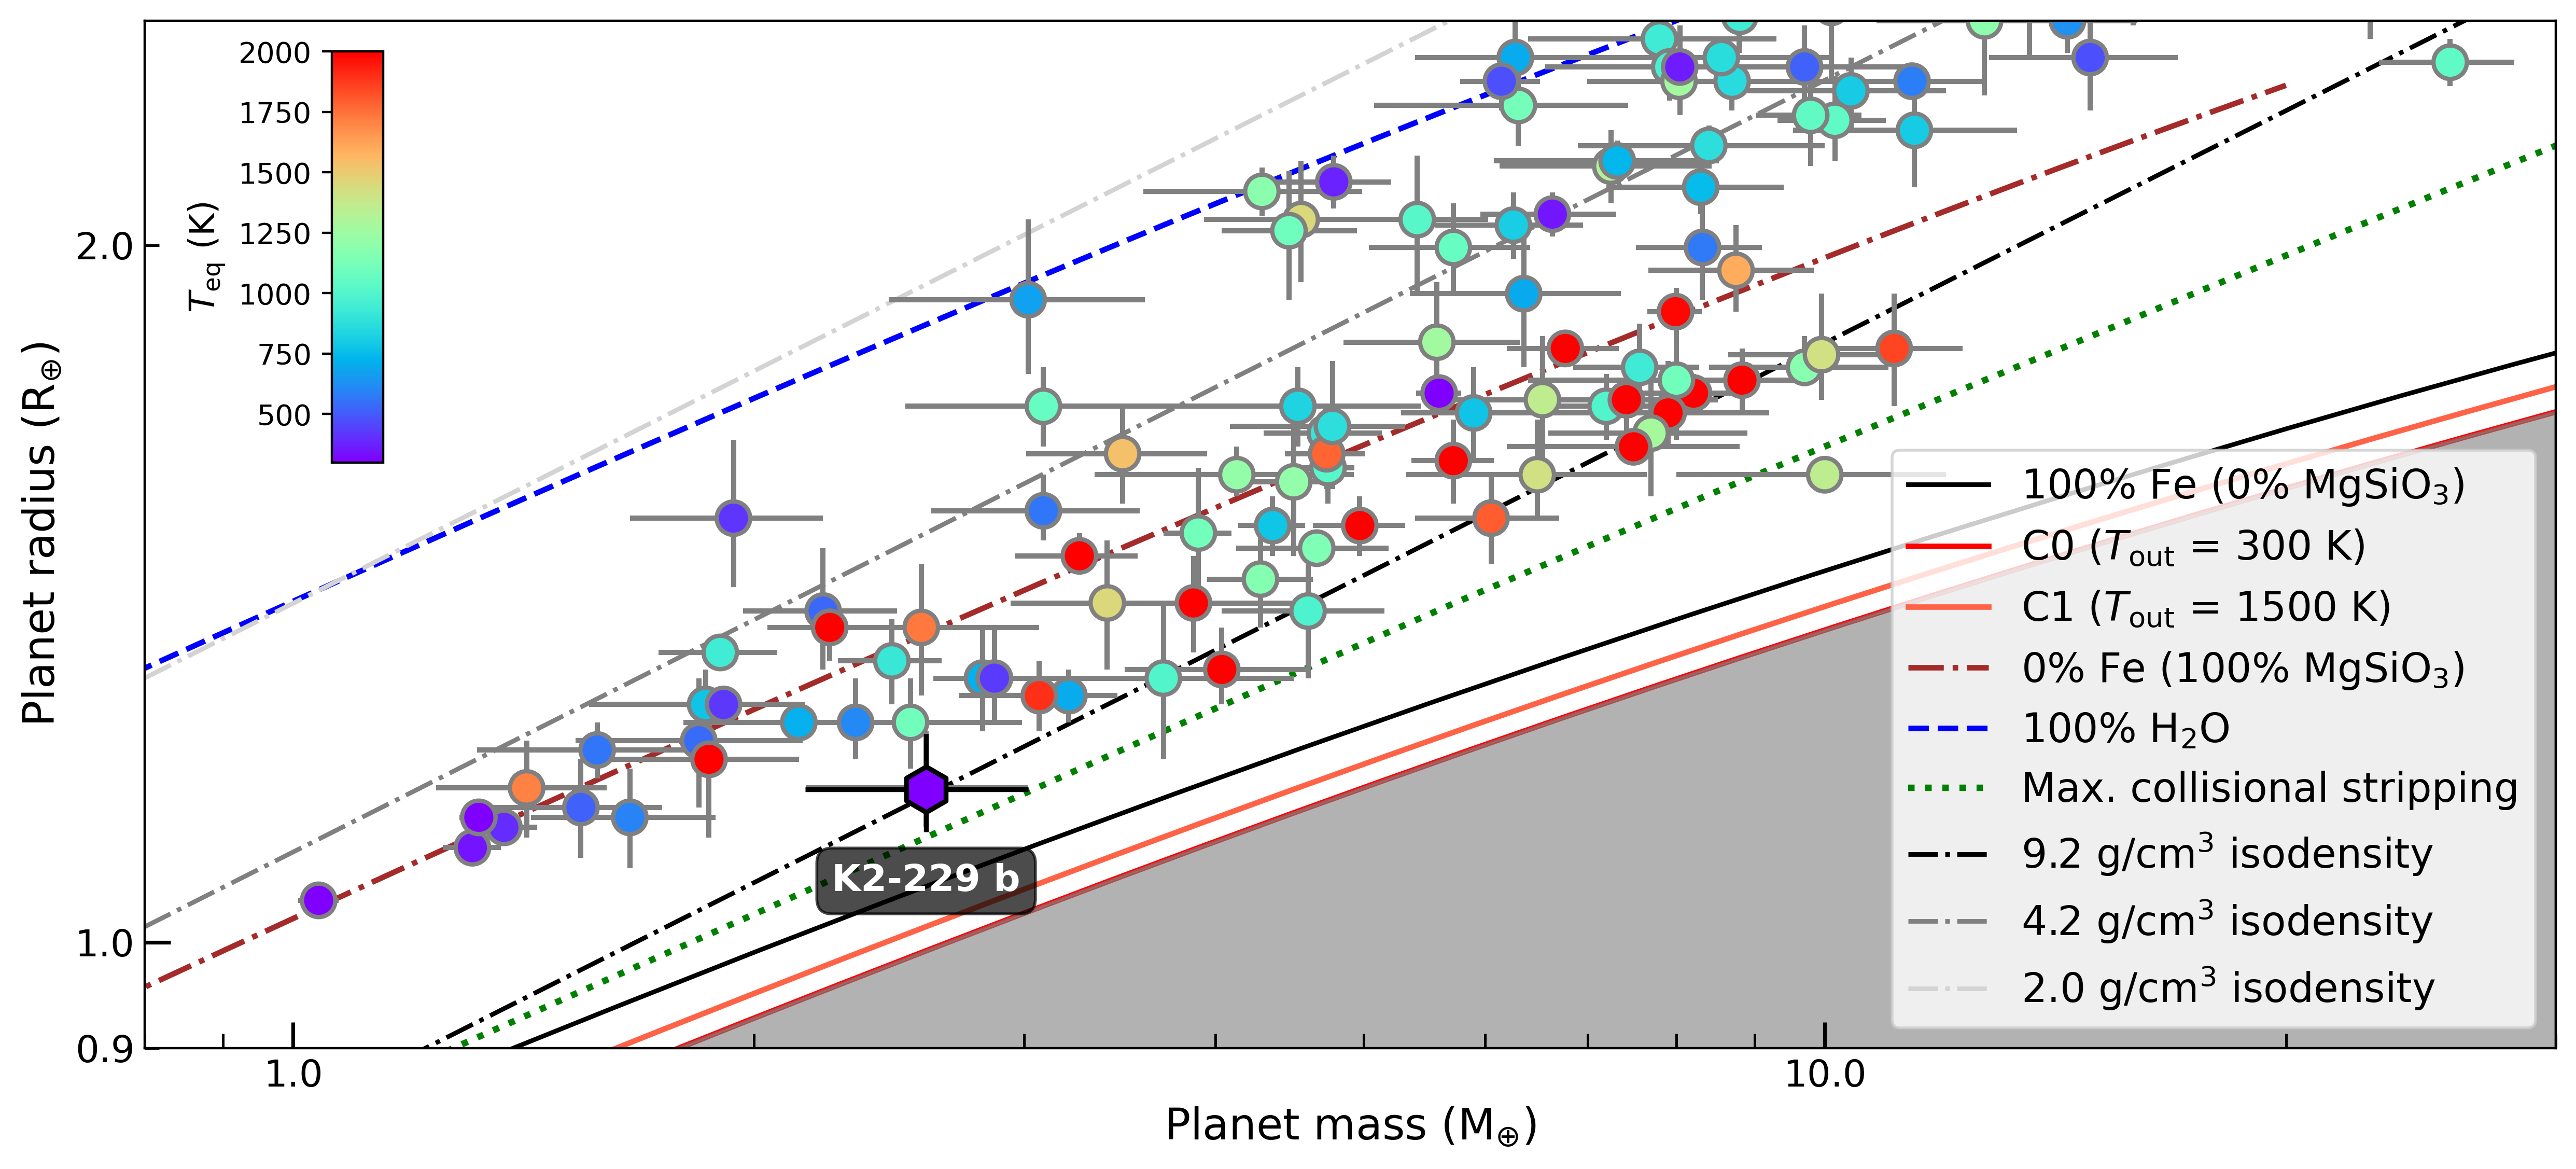 2000
1750
1500
1250
1000
750
500
T_eq (K)
Planet radius (R⊕)
2.0
1.0
0.9
K2-229 b
100% Fe (0% MgSiO₃)
C0 (T_out = 300 K)
C1 (T_out = 1500 K)
0% Fe (100% MgSiO₃)
100% H₂O
Max. collisional stripping
9.2 g/cm³ isodensity
4.2 g/cm³ isodensity
2.0 g/cm³ isodensity
1.0
10.0
Planet mass (M⊕)